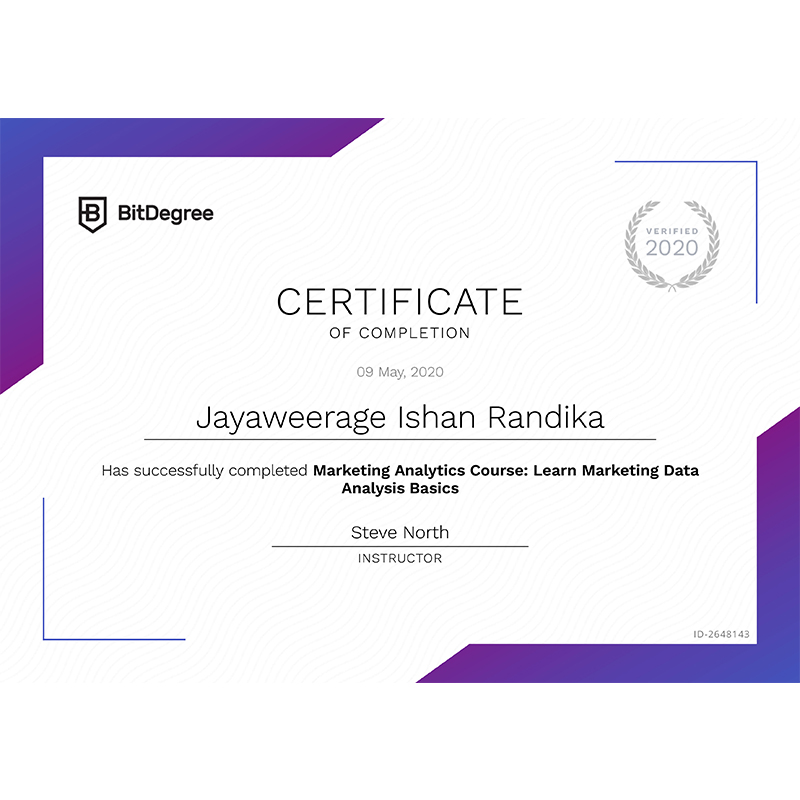 BitDegree
VERIFIED
2020
CERTIFICATE
OF COMPLETION
09 May, 2020
Jayaweerage Ishan Randika
Has successfully completed Marketing Analytics Course: Learn Marketing Data
Analysis Basics
Steve North
INSTRUCTOR
ID-2648143